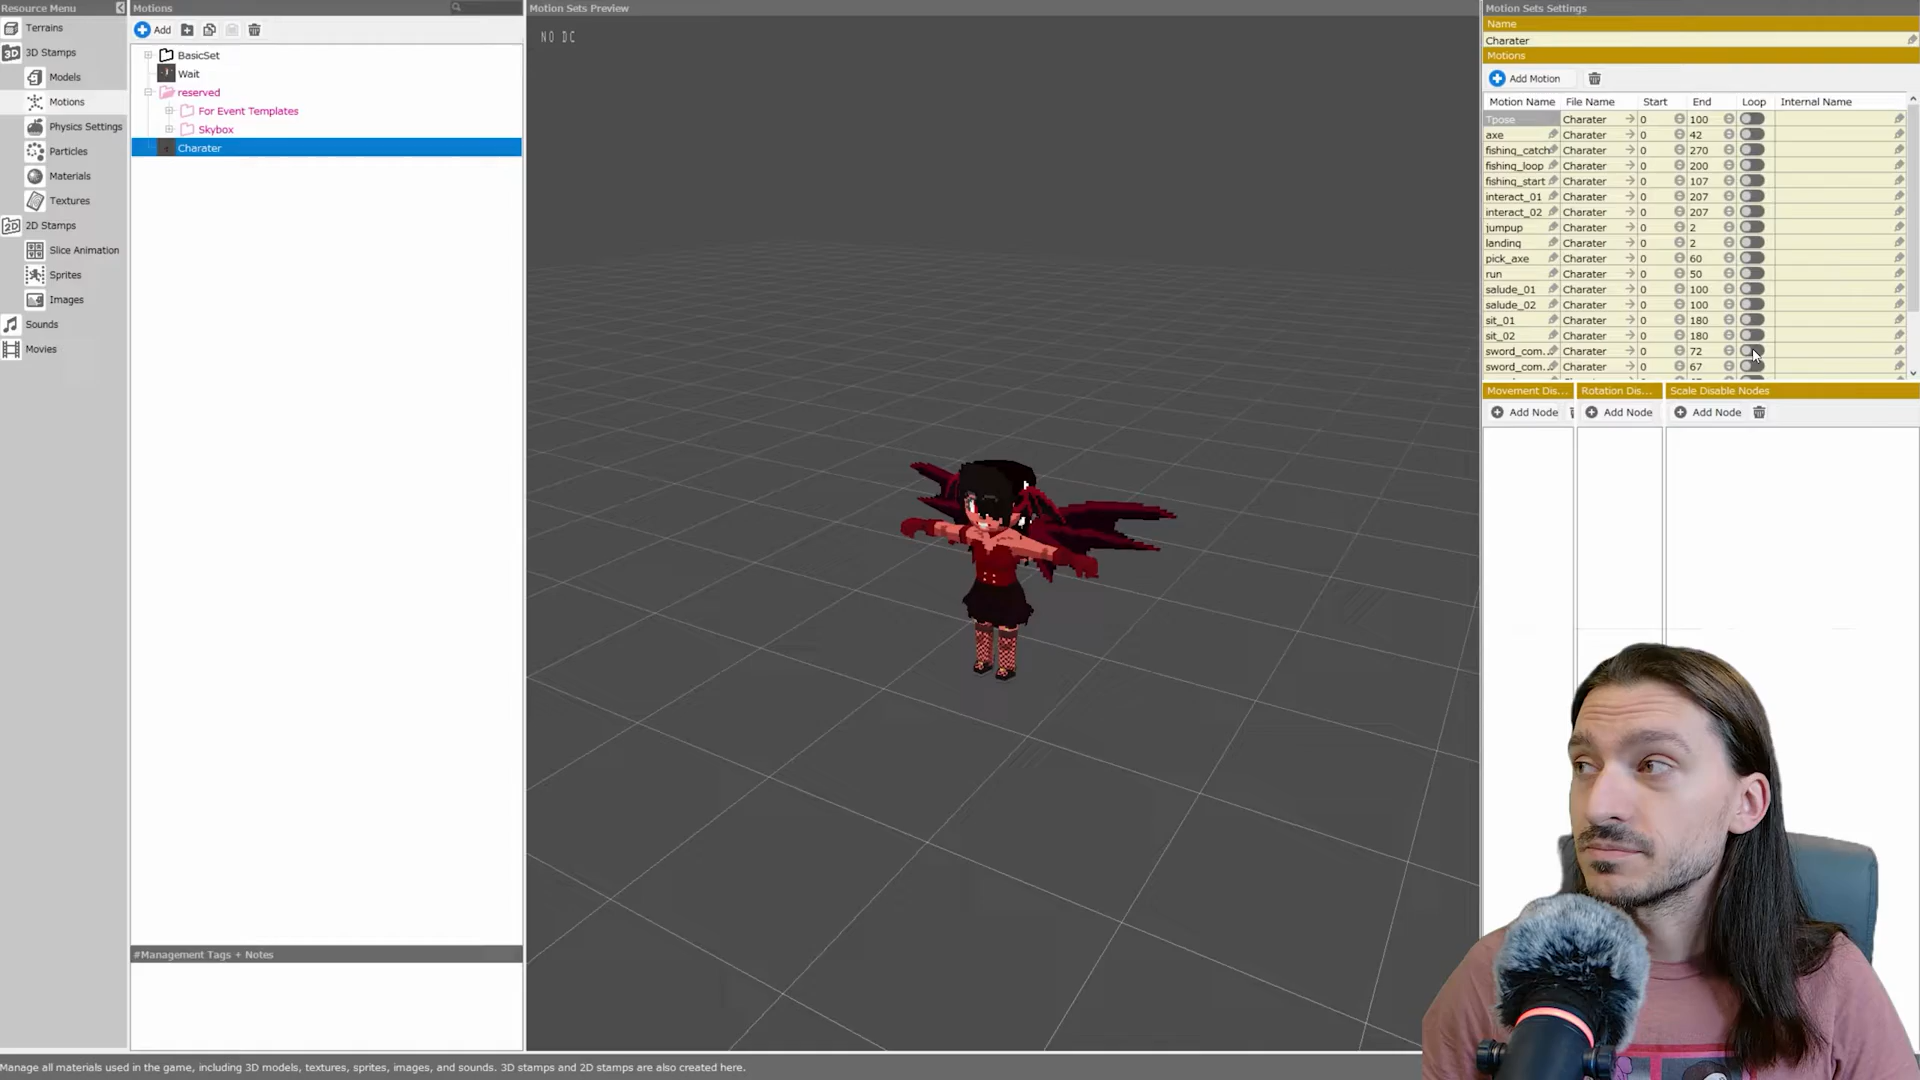 Resource Menu
Terrains
3D Stamps
Models
Motions
Physics Settings
Particles
Materials
Textures
2D Stamps
Slice Animation
Sprites
Images
Sounds
Movies
Motions
Add
BasicSet
Wait
reserved
For Event Templates
Skybox
Charater
#Management Tags + Notes
Motion Sets Preview
NO DC
Motion Sets Settings
Name
Charater
Motions
Add Motion
Motion Name File Name Start End Loop Internal Name
Tpose Charater 0 100
axe Charater 0 42
fishing_catch Charater 0 270
fishing_loop Charater 0 200
fishing_start Charater 0 107
interact_01 Charater 0 207
interact_02 Charater 0 207
jumpup Charater 0 2
landing Charater 0 2
pick_axe Charater 0 60
run Charater 0 50
salude_01 Charater 0 100
salude_02 Charater 0 100
sit_01 Charater 0 180
sit_02 Charater 0 180
sword_com... Charater 0 72
sword_com... Charater 0 67
Movement Dis... Rotation Dis... Scale Disable Nodes
Add Node Add Node Add Node
Manage all materials used in the game, including 3D models, textures, sprites, images, and sounds. 3D stamps and 2D stamps are also created here.